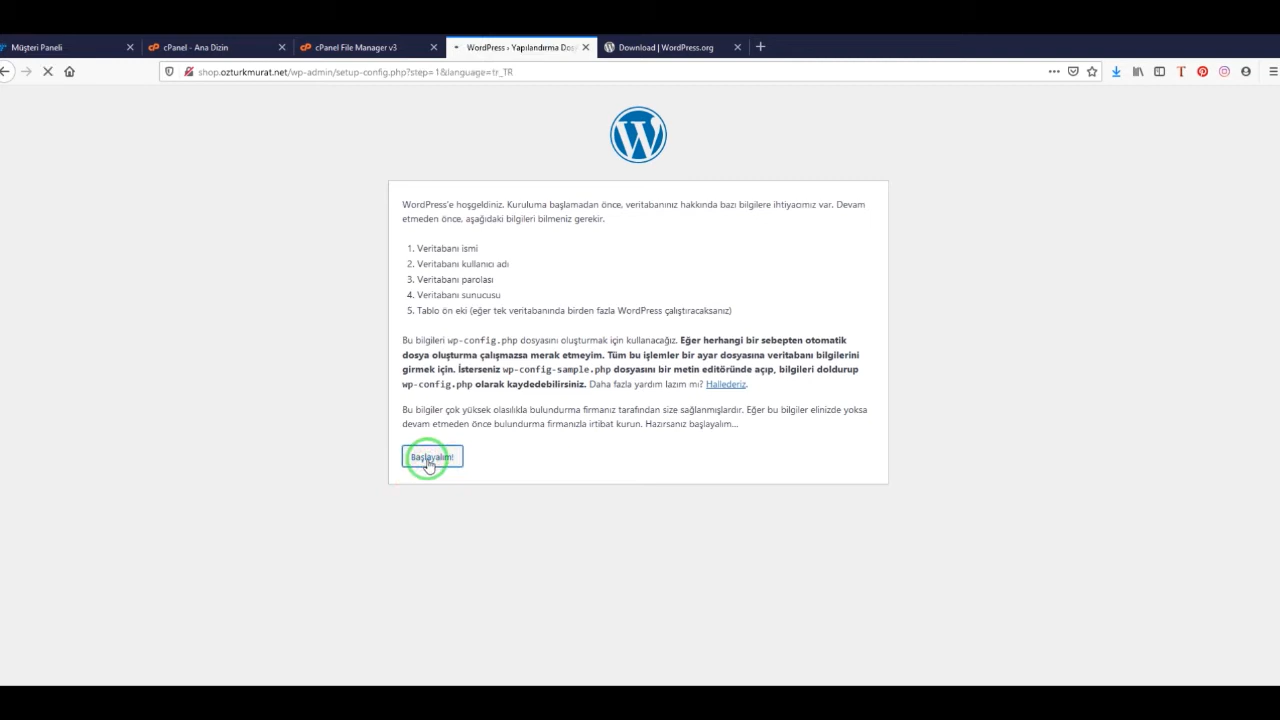 Müşteri Paneli
cPanel - Ana Dizin
cPanel File Manager v3
WordPress › Yapılandırma Dos
Download | WordPress.org
shop.ozturkmurat.net/wp-admin/setup-config.php?step=1&language=tr_TR
WordPress'e hoşgeldiniz. Kuruluma başlamadan önce, veritabanınız hakkında bazı bilgilere ihtiyacımız var. Devam
etmeden önce, aşağıdaki bilgileri bilmeniz gerekir.
1. Veritabanı ismi
2. Veritabanı kullanıcı adı
3. Veritabanı parolası
4. Veritabanı sunucusu
5. Tablo ön eki (eğer tek veritabanında birden fazla WordPress çalıştıracaksanız)
Bu bilgileri wp-config.php dosyasını oluşturmak için kullanacağız. Eğer herhangi bir sebepten otomatik
dosya oluşturma çalışmazsa merak etmeyim. Tüm bu işlemler bir ayar dosyasına veritabanı bilgilerini
girmek için. İsterseniz wp-config-sample.php dosyasını bir metin editöründe açıp, bilgileri doldurup
wp-config.php olarak kaydedebilirsiniz. Daha fazla yardım lazım mı? Hallederiz.
Bu bilgiler çok yüksek olasılıkla bulundurma firmanız tarafından size sağlanmışlardır. Eğer bu bilgiler elinizde yoksa
devam etmeden önce bulundurma firmanızla irtibat kurun. Hazırsanız başlayalım...
Başlayalım!